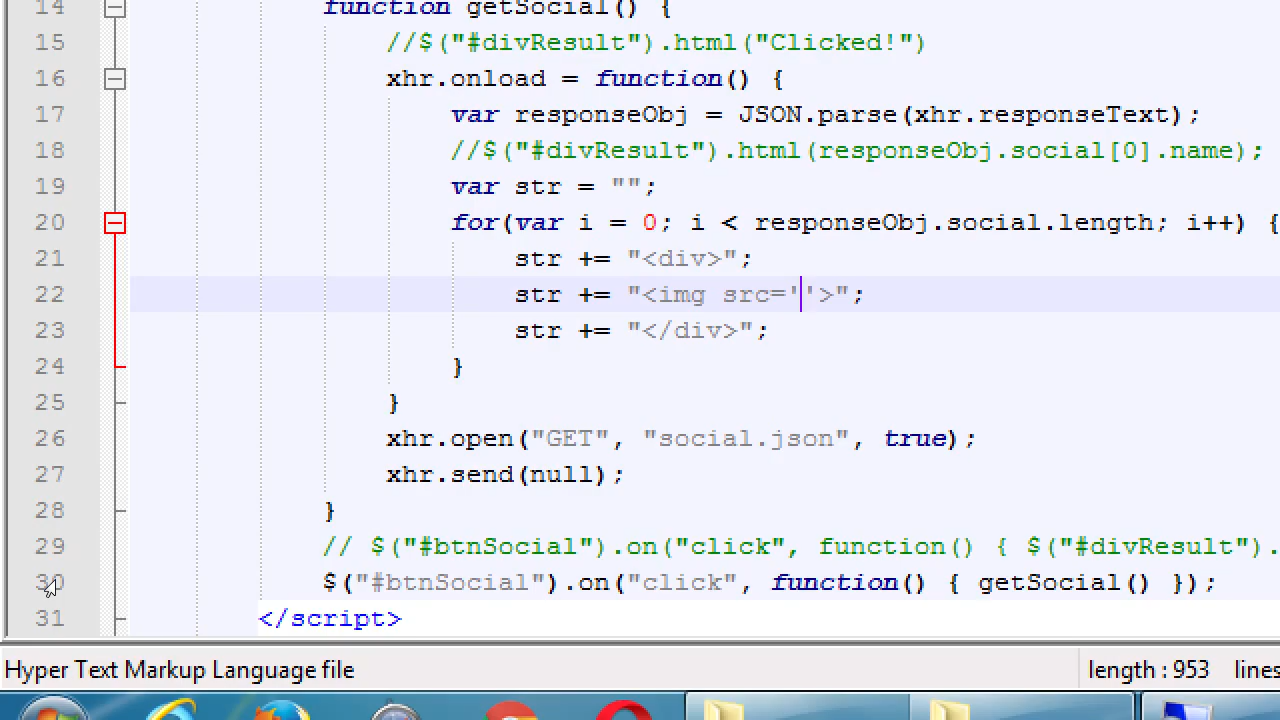 14 function getSocial() {
15 //$("#divResult").html("Clicked!")
16 xhr.onload = function() {
17 var responseObj = JSON.parse(xhr.responseText);
18 //$("#divResult").html(responseObj.social[0].name);
19 var str = "";
20 for(var i = 0; i < responseObj.social.length; i++) {
21 str += "<div>";
22 str += "<img src=''>";
23 str += "</div>";
24 }
25 }
26 xhr.open("GET", "social.json", true);
27 xhr.send(null);
28 }
29 // $("#btnSocial").on("click", function() { $("#divResult").
30 $("#btnSocial").on("click", function() { getSocial() });
31 </script>
Hyper Text Markup Language file length : 953 lines